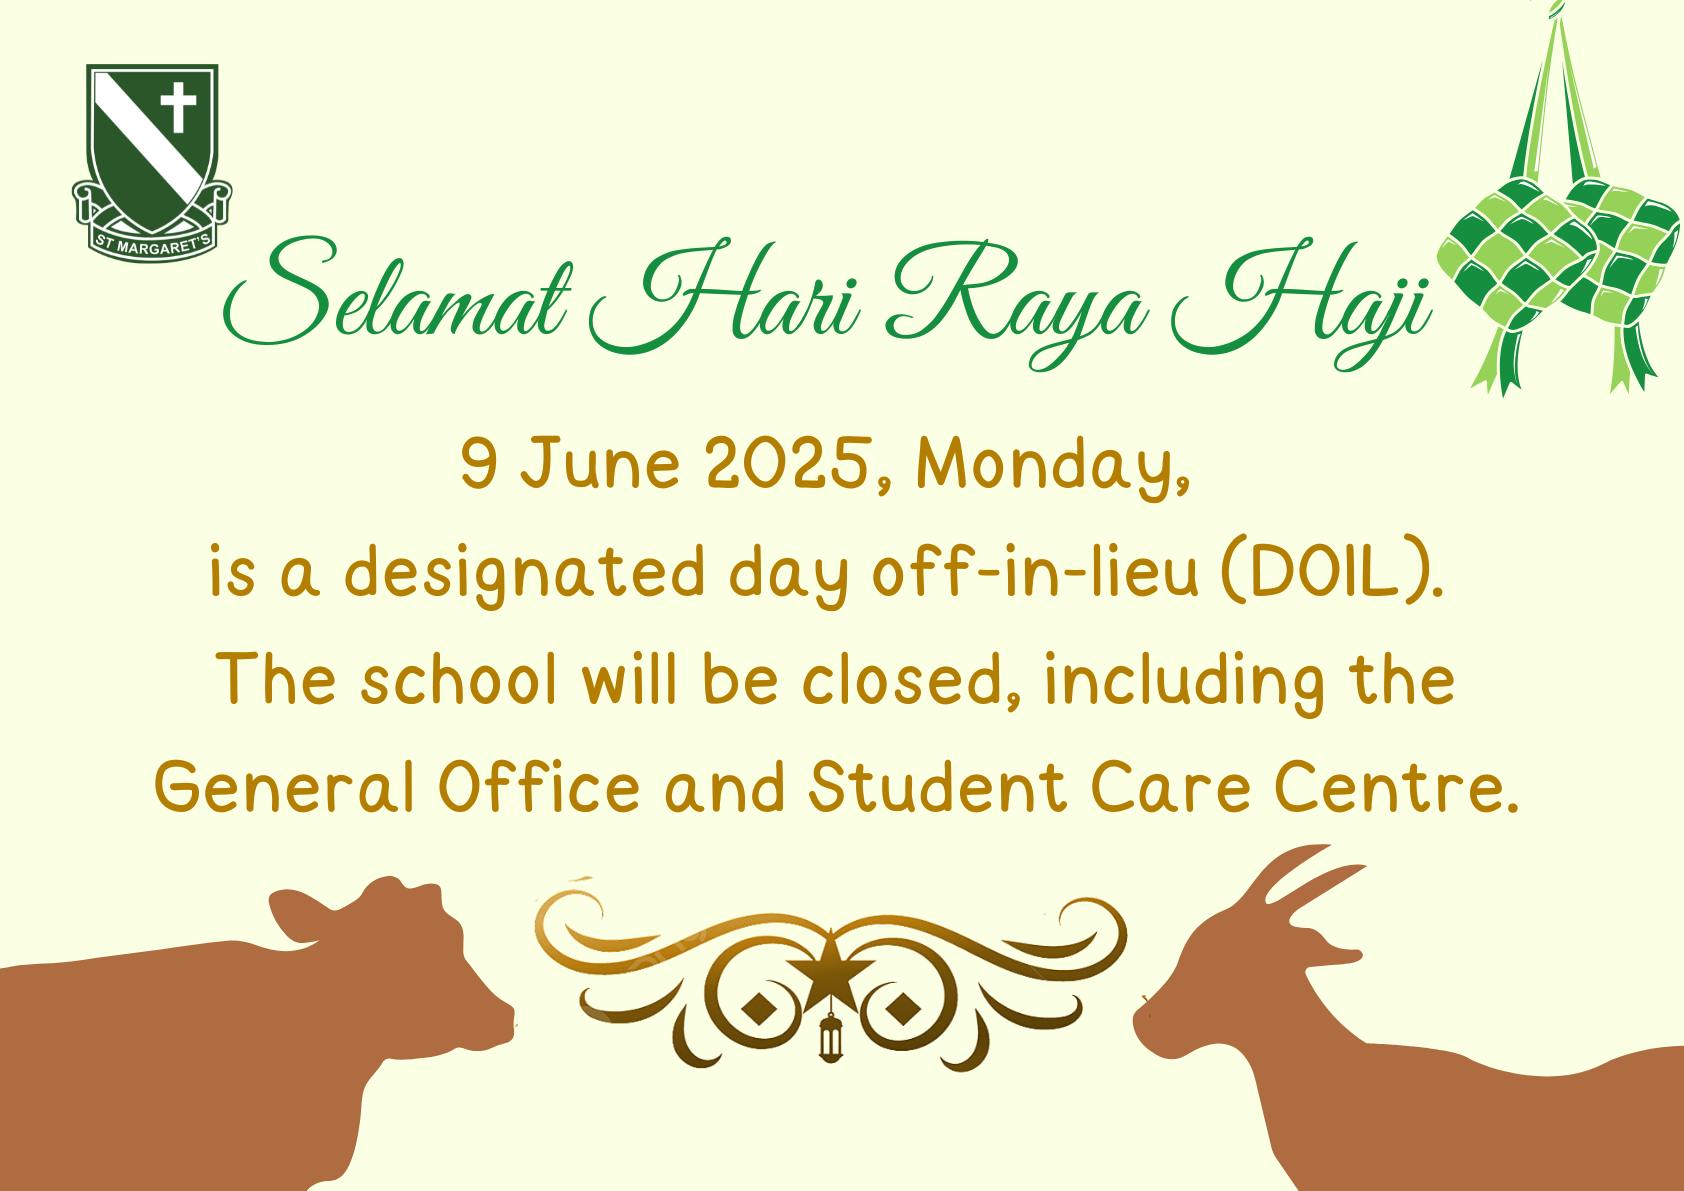 ST MARGARET'S
Selamat Hari Raya Haji
9 June 2025, Monday,
is a designated day off-in-lieu (DOIL).
The school will be closed, including the
General Office and Student Care Centre.